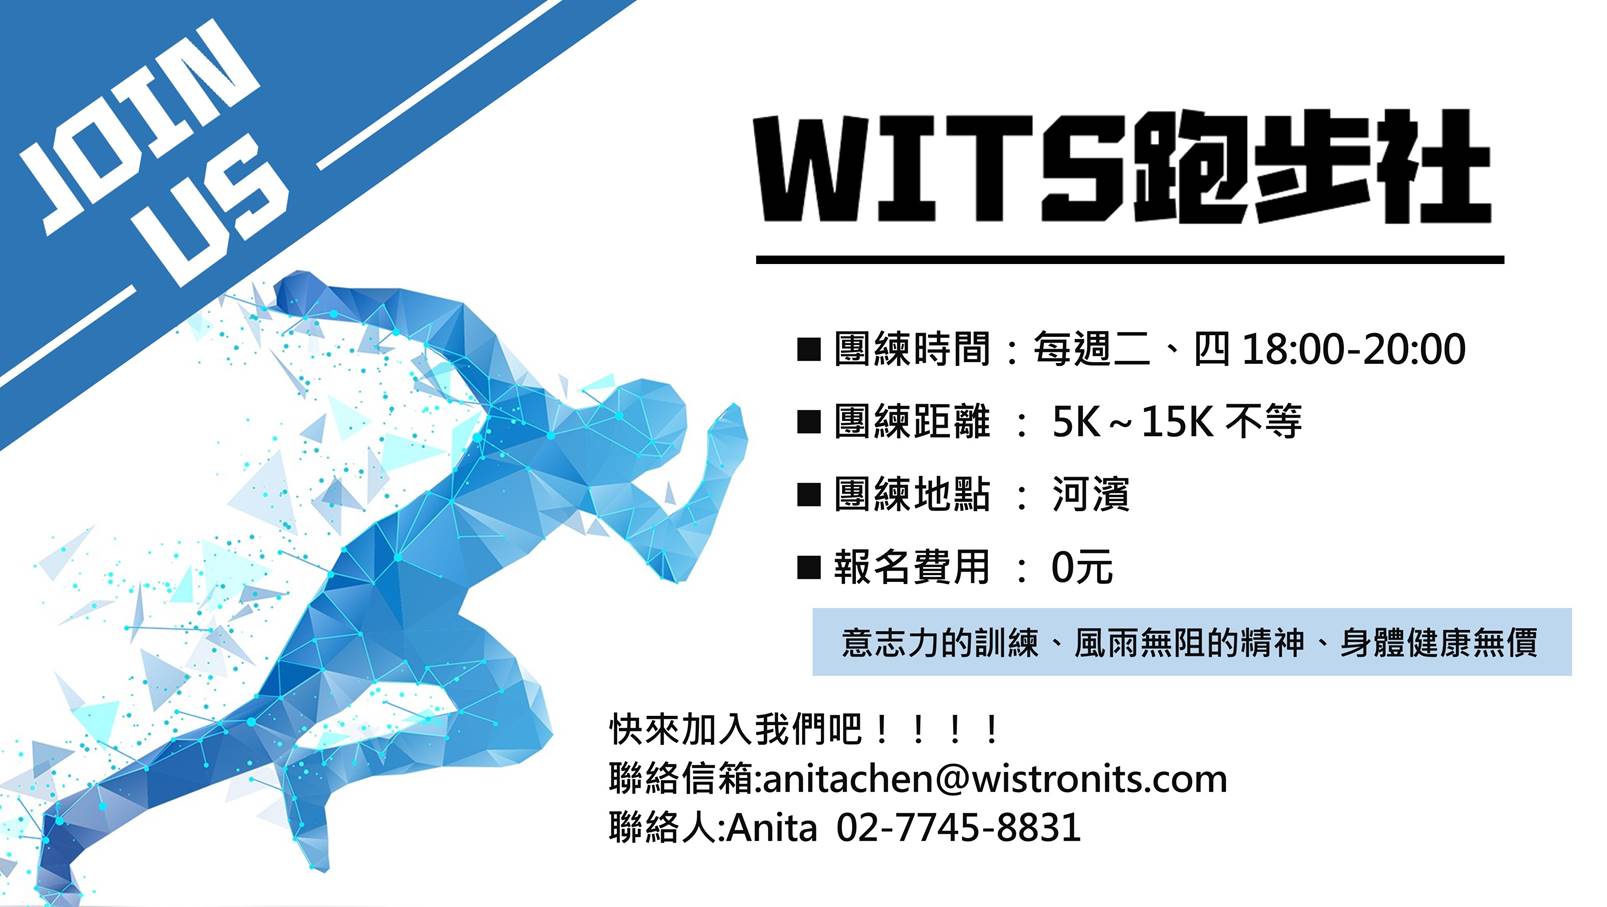 JOIN
US
WITS跑步社
■ 團練時間：每週二、四 18:00-20:00
■ 團練距離 ： 5K～15K 不等
■ 團練地點 ： 河濱
■ 報名費用 ： 0元
意志力的訓練、風雨無阻的精神、身體健康無價
快來加入我們吧！！！！
聯絡信箱:anitachen@wistronits.com
聯絡人:Anita 02-7745-8831